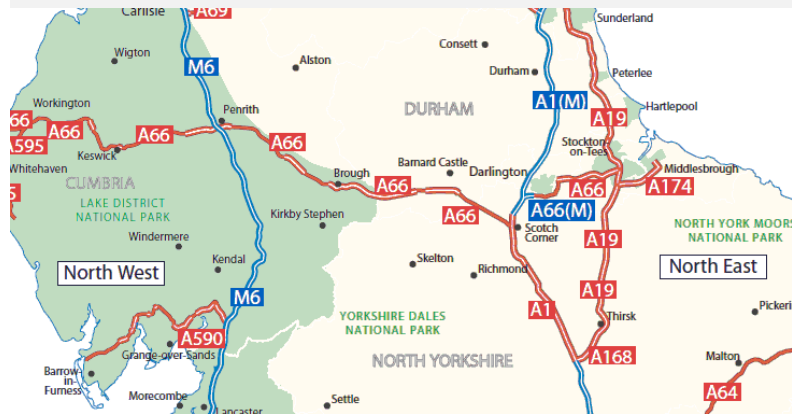 Carlisle
A69
Sunderland
Wigton
M6
Alston
Consett
Durham
Peterlee
Workington
Penrith
DURHAM
A1(M)
Hartlepool
A66
A66
A66
A19
A595
Keswick
A66
Stockton
-on-Tees
Whitehaven
Brough
Barnard Castle
Darlington
Middlesbrough
CUMBRIA
A66
A66
A174
LAKE DISTRICT
NATIONAL PARK
Kirkby Stephen
A66
A66(M)
Scotch
Corner
NORTH YORK MOORS
NATIONAL PARK
Windermere
A19
North West
Kendal
Skelton
Richmond
North East
M6
A1
A19
A590
YORKSHIRE DALES
NATIONAL PARK
Thirsk
Pickeri
Grange-over-Sands
NORTH YORKSHIRE
A168
Malton
Barrow-
in-
Furness
Morecombe
Settle
A64
Lancaster